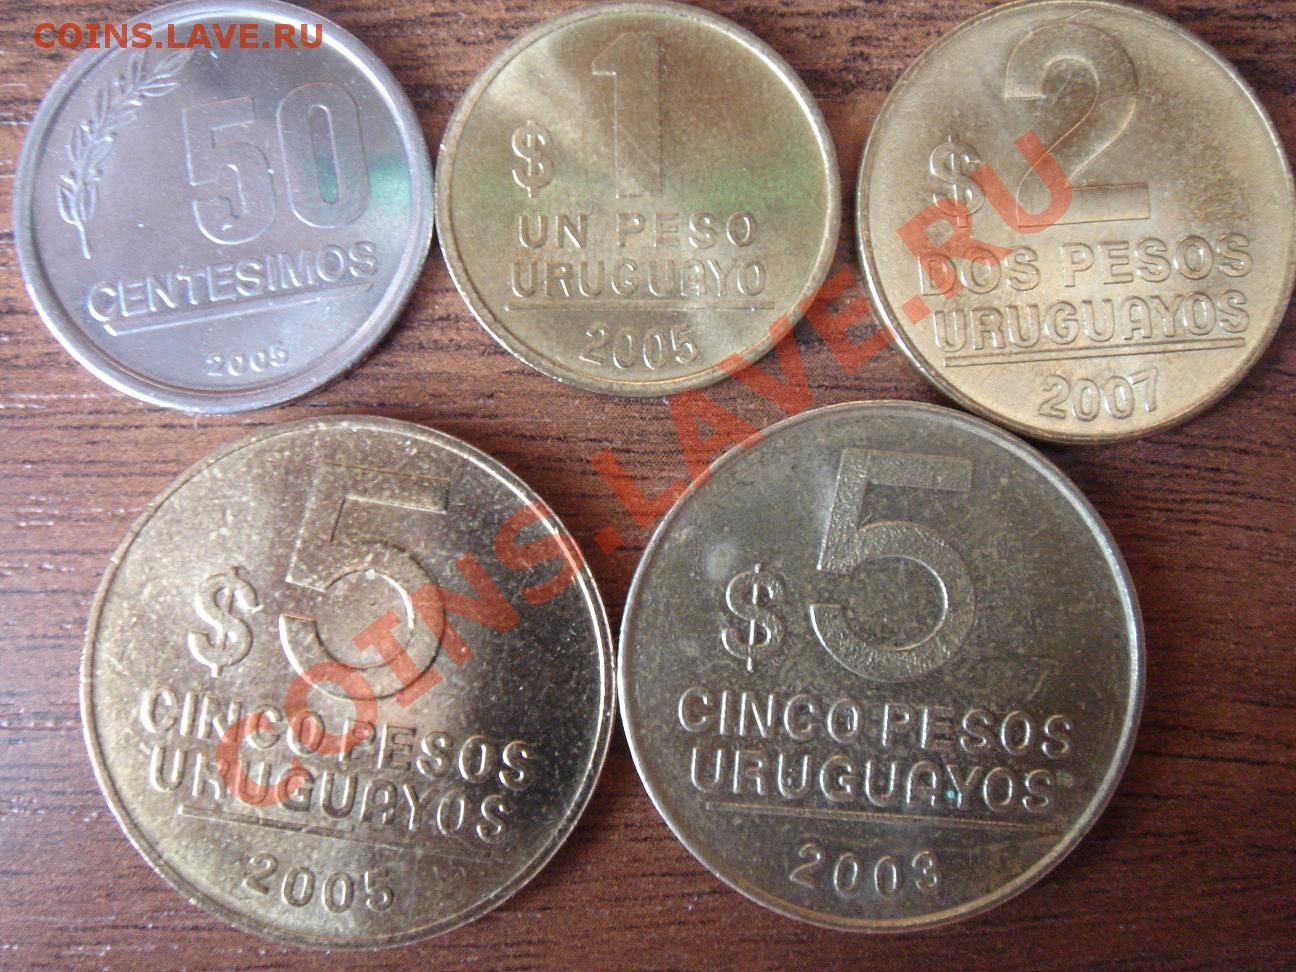 COINS.LAVE.RU
50
CENTESIMOS
2005
$ 1
UN PESO
URUGUAYO
2005
$ 2
DOS PESOS
URUGUAYOS
2007
$ 5
CINCO PESOS
URUGUAYOS
2005
$ 5
CINCO PESOS
URUGUAYOS
2003
COINS.LAVE.RU